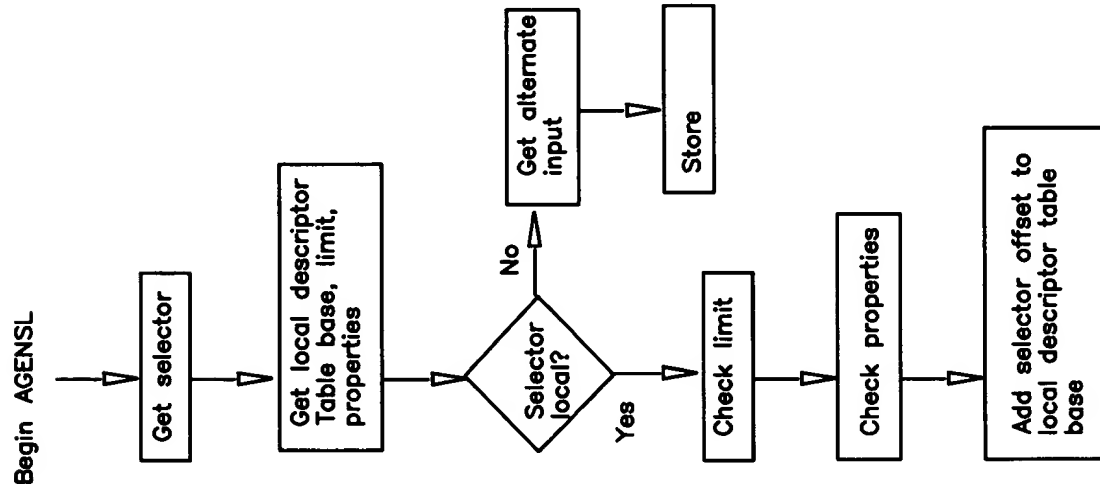 Begin AGENSL
Get selector
Get local descriptor
Table base, limit,
properties
Selector
local?
No
Get alternate
input
Store
Yes
Check limit
Check properties
Add selector offset to
local descriptor table
base